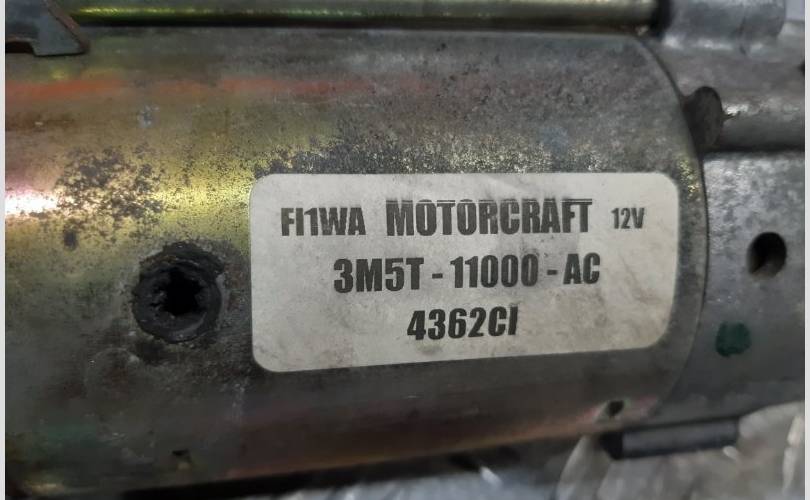 FI1WA MOTORCRAFT 12V
3M5T - 11000 - AC
4362CI